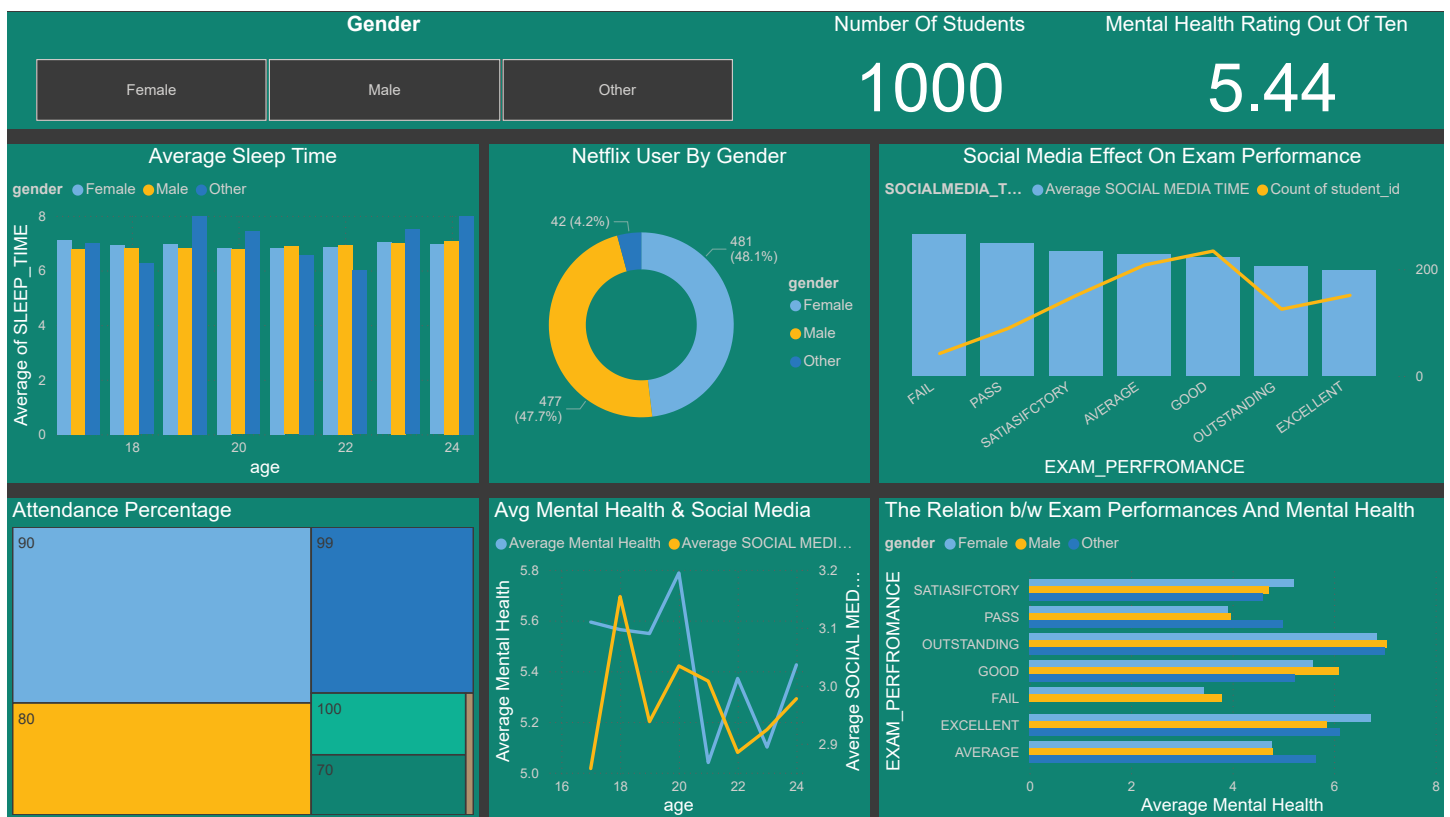 Gender
Female
Male
Other
Number Of Students
1000
Mental Health Rating Out Of Ten
5.44
Average Sleep Time
gender Female Male Other
Average of SLEEP_TIME
8
6
4
2
0
18 20 22 24
age
Netflix User By Gender
42 (4.2%)
481
(48.1%)
477
(47.7%)
gender
Female
Male
Other
Social Media Effect On Exam Performance
SOCIALMEDIA_T… Average SOCIAL MEDIA TIME Count of student_id
200
0
FAIL
PASS
SATIASIFCTORY
AVERAGE
GOOD
OUTSTANDING
EXCELLENT
EXAM_PERFROMANCE
Attendance Percentage
90
99
80
100
70
Avg Mental Health & Social Media
Average Mental Health Average SOCIAL MEDI…
Average Mental Health
5.8
5.6
5.4
5.2
5.0
3.2
3.1
3.0
2.9
Average SOCIAL MED…
16 18 20 22 24
age
The Relation b/w Exam Performances And Mental Health
gender Female Male Other
EXAM_PERFROMANCE
SATIASIFCTORY
PASS
OUTSTANDING
GOOD
FAIL
EXCELLENT
AVERAGE
0 2 4 6 8
Average Mental Health